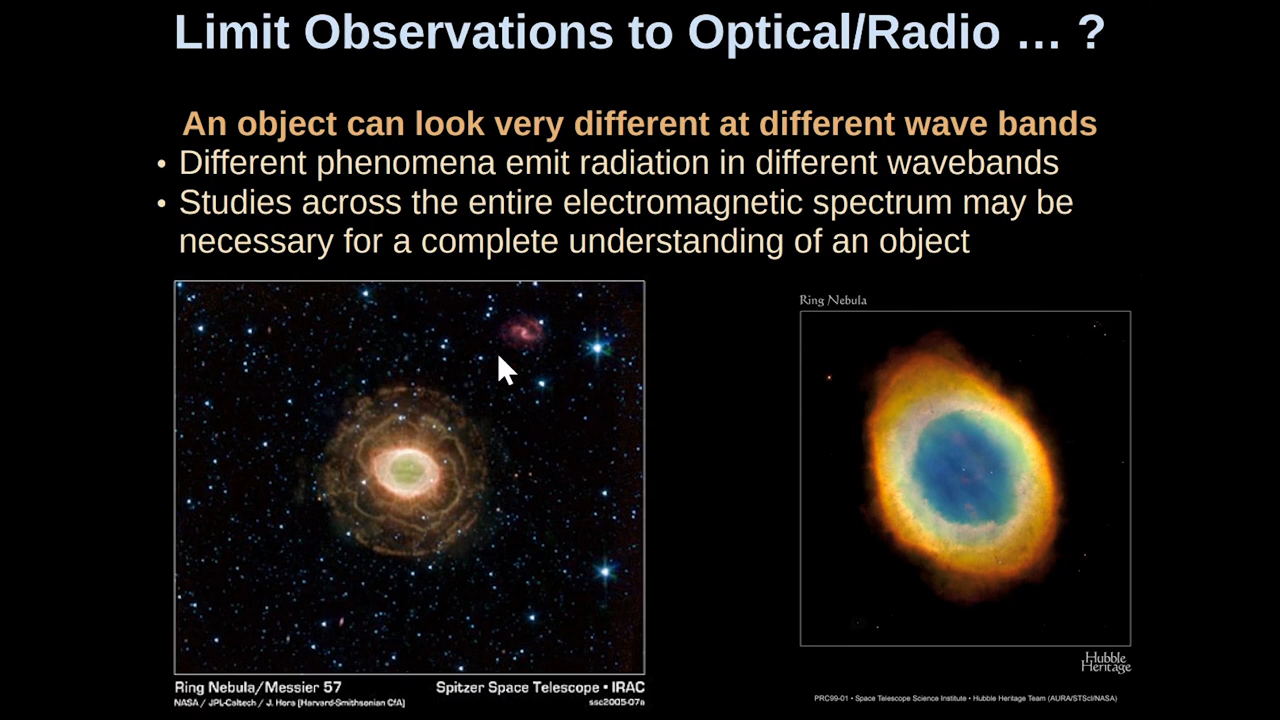 Limit Observations to Optical/Radio … ?
An object can look very different at different wave bands
• Different phenomena emit radiation in different wavebands
• Studies across the entire electromagnetic spectrum may be
necessary for a complete understanding of an object
Ring Nebula
Ring Nebula/Messier 57 Spitzer Space Telescope • IRAC
NASA / JPL-Caltech / J. Hora [Harvard-Smithsonian CfA] ssc2005-07a
Hubble
Heritage
PRC99-01 • Space Telescope Science Institute • Hubble Heritage Team (AURA/STScI/NASA)